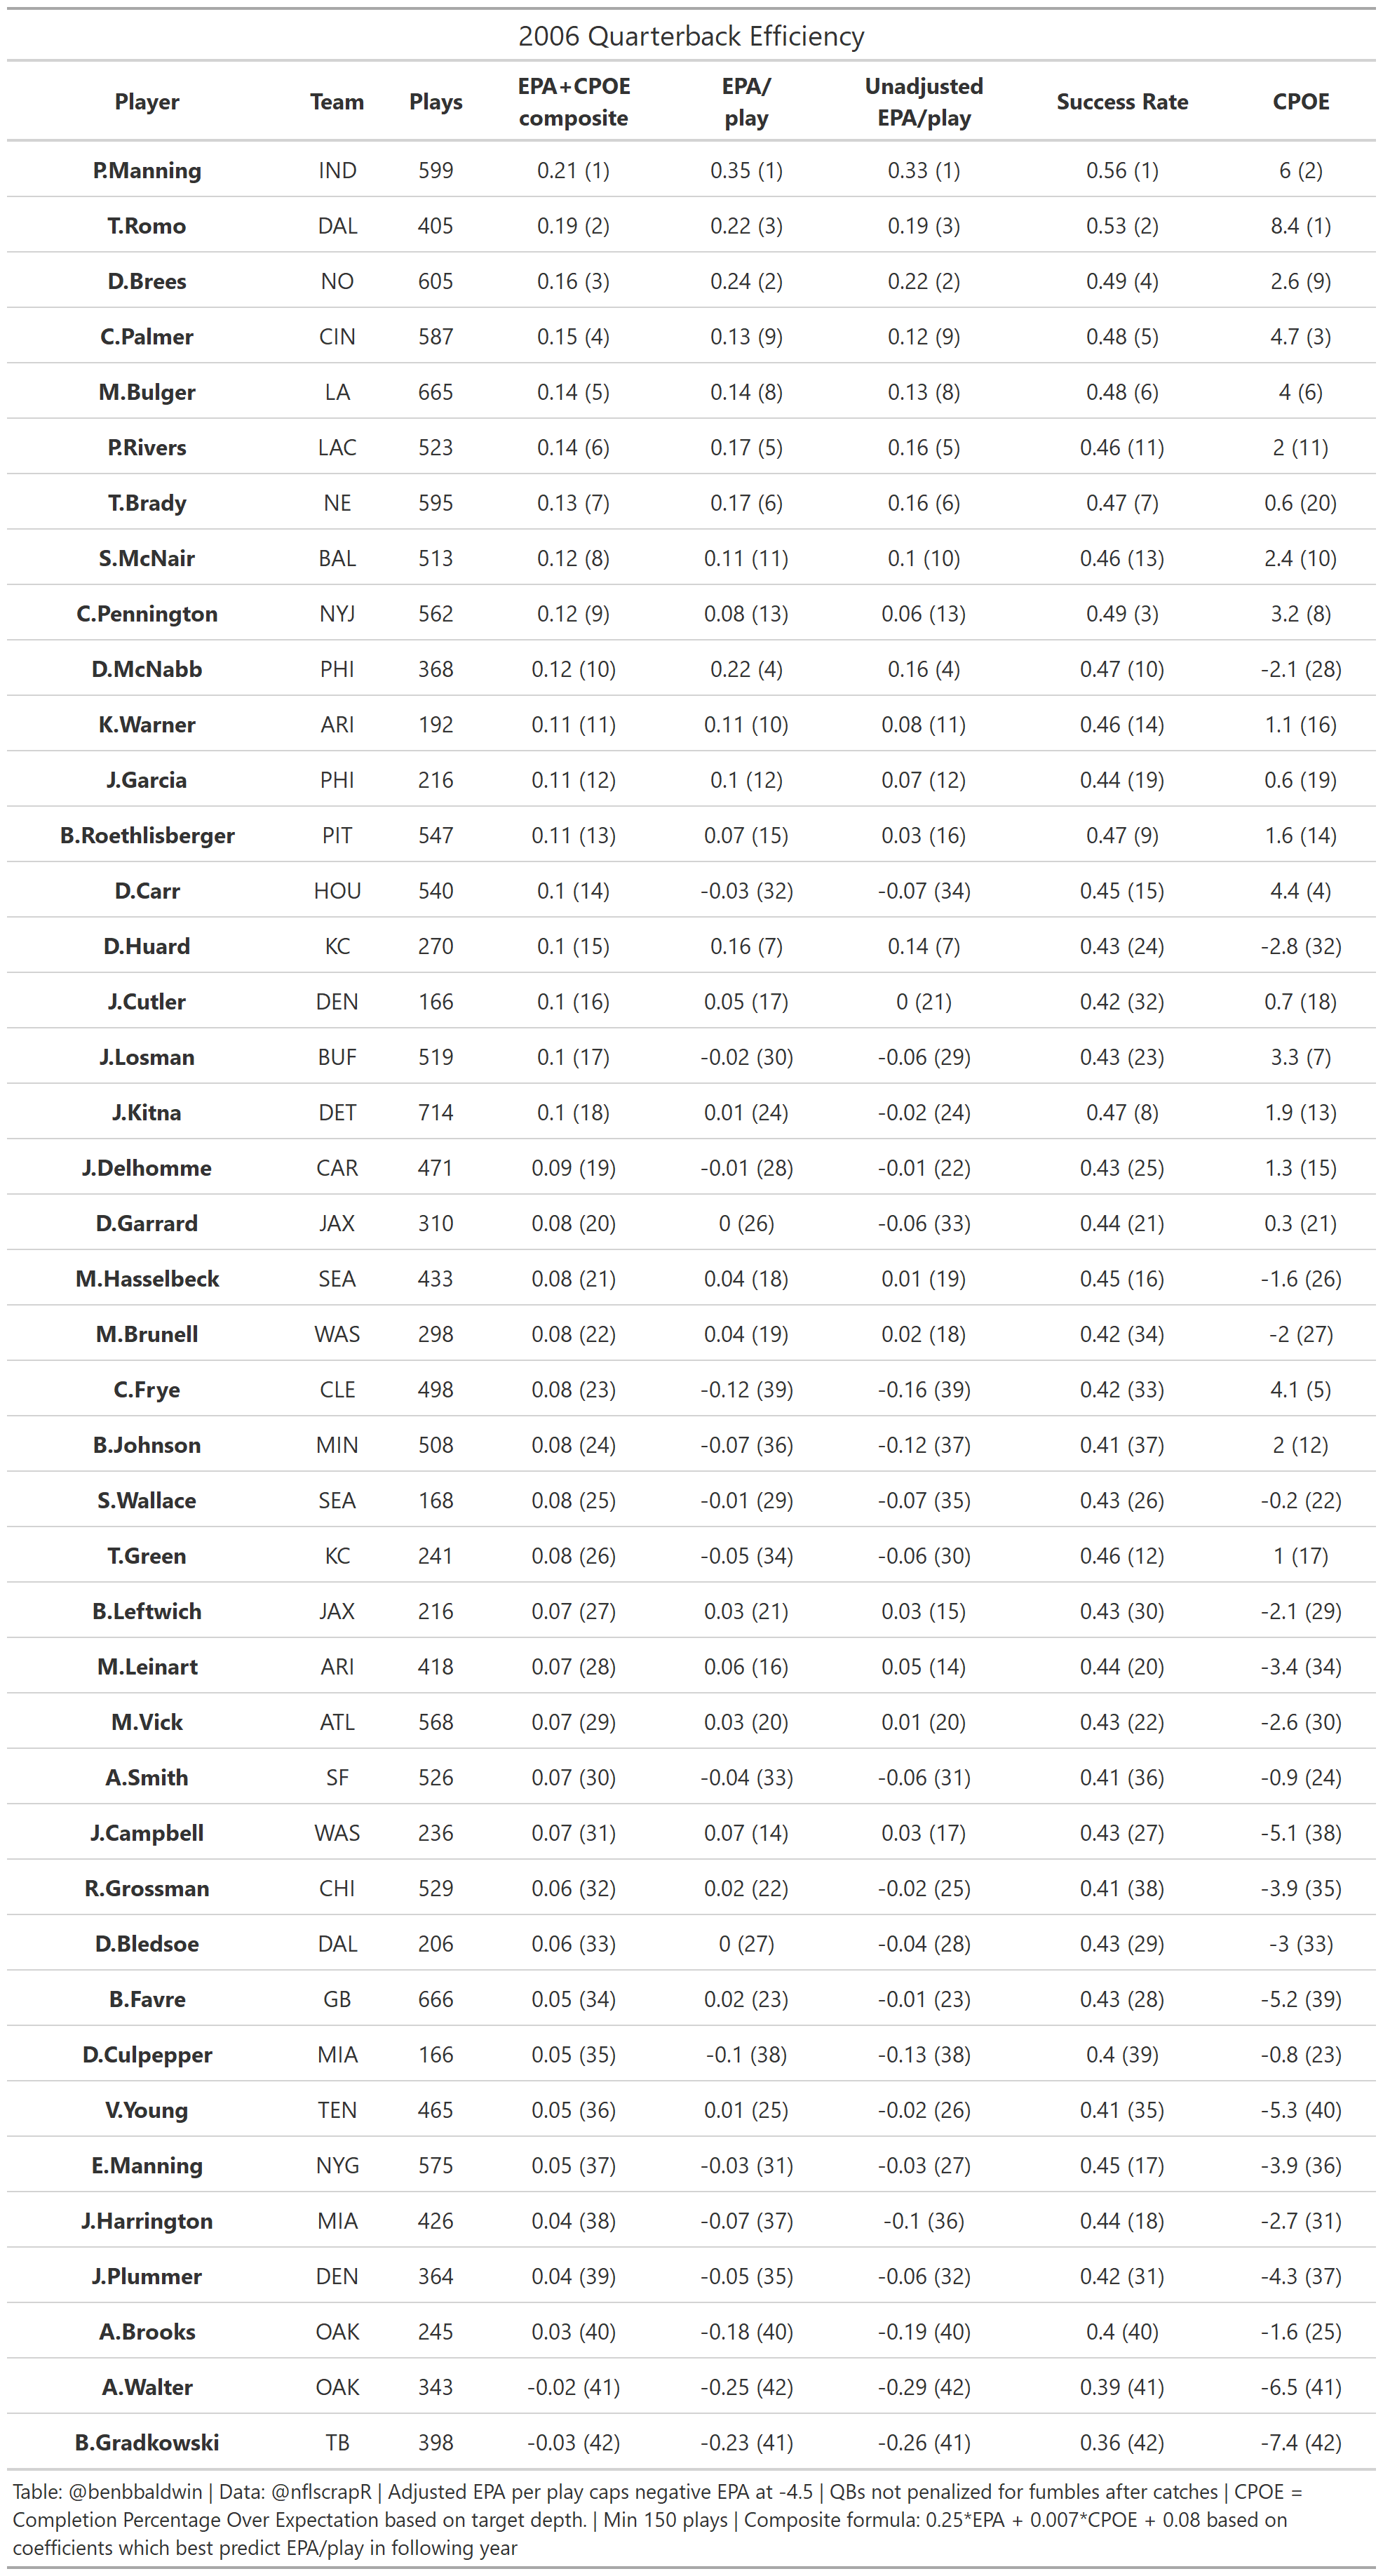 2006 Quarterback Efficiency
Player Team Plays EPA+CPOE composite EPA/ play Unadjusted EPA/play Success Rate CPOE
P.Manning IND 599 0.21 (1) 0.35 (1) 0.33 (1) 0.56 (1) 6 (2)
T.Romo DAL 405 0.19 (2) 0.22 (3) 0.19 (3) 0.53 (2) 8.4 (1)
D.Brees NO 605 0.16 (3) 0.24 (2) 0.22 (2) 0.49 (4) 2.6 (9)
C.Palmer CIN 587 0.15 (4) 0.13 (9) 0.12 (9) 0.48 (5) 4.7 (3)
M.Bulger LA 665 0.14 (5) 0.14 (8) 0.13 (8) 0.48 (6) 4 (6)
P.Rivers LAC 523 0.14 (6) 0.17 (5) 0.16 (5) 0.46 (11) 2 (11)
T.Brady NE 595 0.13 (7) 0.17 (6) 0.16 (6) 0.47 (7) 0.6 (20)
S.McNair BAL 513 0.12 (8) 0.11 (11) 0.1 (10) 0.46 (13) 2.4 (10)
C.Pennington NYJ 562 0.12 (9) 0.08 (13) 0.06 (13) 0.49 (3) 3.2 (8)
D.McNabb PHI 368 0.12 (10) 0.22 (4) 0.16 (4) 0.47 (10) -2.1 (28)
K.Warner ARI 192 0.11 (11) 0.11 (10) 0.08 (11) 0.46 (14) 1.1 (16)
J.Garcia PHI 216 0.11 (12) 0.1 (12) 0.07 (12) 0.44 (19) 0.6 (19)
B.Roethlisberger PIT 547 0.11 (13) 0.07 (15) 0.03 (16) 0.47 (9) 1.6 (14)
D.Carr HOU 540 0.1 (14) -0.03 (32) -0.07 (34) 0.45 (15) 4.4 (4)
D.Huard KC 270 0.1 (15) 0.16 (7) 0.14 (7) 0.43 (24) -2.8 (32)
J.Cutler DEN 166 0.1 (16) 0.05 (17) 0 (21) 0.42 (32) 0.7 (18)
J.Losman BUF 519 0.1 (17) -0.02 (30) -0.06 (29) 0.43 (23) 3.3 (7)
J.Kitna DET 714 0.1 (18) 0.01 (24) -0.02 (24) 0.47 (8) 1.9 (13)
J.Delhomme CAR 471 0.09 (19) -0.01 (28) -0.01 (22) 0.43 (25) 1.3 (15)
D.Garrard JAX 310 0.08 (20) 0 (26) -0.06 (33) 0.44 (21) 0.3 (21)
M.Hasselbeck SEA 433 0.08 (21) 0.04 (18) 0.01 (19) 0.45 (16) -1.6 (26)
M.Brunell WAS 298 0.08 (22) 0.04 (19) 0.02 (18) 0.42 (34) -2 (27)
C.Frye CLE 498 0.08 (23) -0.12 (39) -0.16 (39) 0.42 (33) 4.1 (5)
B.Johnson MIN 508 0.08 (24) -0.07 (36) -0.12 (37) 0.41 (37) 2 (12)
S.Wallace SEA 168 0.08 (25) -0.01 (29) -0.07 (35) 0.43 (26) -0.2 (22)
T.Green KC 241 0.08 (26) -0.05 (34) -0.06 (30) 0.46 (12) 1 (17)
B.Leftwich JAX 216 0.07 (27) 0.03 (21) 0.03 (15) 0.43 (30) -2.1 (29)
M.Leinart ARI 418 0.07 (28) 0.06 (16) 0.05 (14) 0.44 (20) -3.4 (34)
M.Vick ATL 568 0.07 (29) 0.03 (20) 0.01 (20) 0.43 (22) -2.6 (30)
A.Smith SF 526 0.07 (30) -0.04 (33) -0.06 (31) 0.41 (36) -0.9 (24)
J.Campbell WAS 236 0.07 (31) 0.07 (14) 0.03 (17) 0.43 (27) -5.1 (38)
R.Grossman CHI 529 0.06 (32) 0.02 (22) -0.02 (25) 0.41 (38) -3.9 (35)
D.Bledsoe DAL 206 0.06 (33) 0 (27) -0.04 (28) 0.43 (29) -3 (33)
B.Favre GB 666 0.05 (34) 0.02 (23) -0.01 (23) 0.43 (28) -5.2 (39)
D.Culpepper MIA 166 0.05 (35) -0.1 (38) -0.13 (38) 0.4 (39) -0.8 (23)
V.Young TEN 465 0.05 (36) 0.01 (25) -0.02 (26) 0.41 (35) -5.3 (40)
E.Manning NYG 575 0.05 (37) -0.03 (31) -0.03 (27) 0.45 (17) -3.9 (36)
J.Harrington MIA 426 0.04 (38) -0.07 (37) -0.1 (36) 0.44 (18) -2.7 (31)
J.Plummer DEN 364 0.04 (39) -0.05 (35) -0.06 (32) 0.42 (31) -4.3 (37)
A.Brooks OAK 245 0.03 (40) -0.18 (40) -0.19 (40) 0.4 (40) -1.6 (25)
A.Walter OAK 343 -0.02 (41) -0.25 (42) -0.29 (42) 0.39 (41) -6.5 (41)
B.Gradkowski TB 398 -0.03 (42) -0.23 (41) -0.26 (41) 0.36 (42) -7.4 (42)
Table: @benbbaldwin | Data: @nflscrapR | Adjusted EPA per play caps negative EPA at -4.5 | QBs not penalized for fumbles after catches | CPOE =
Completion Percentage Over Expectation based on target depth. | Min 150 plays | Composite formula: 0.25*EPA + 0.007*CPOE + 0.08 based on
coefficients which best predict EPA/play in following year